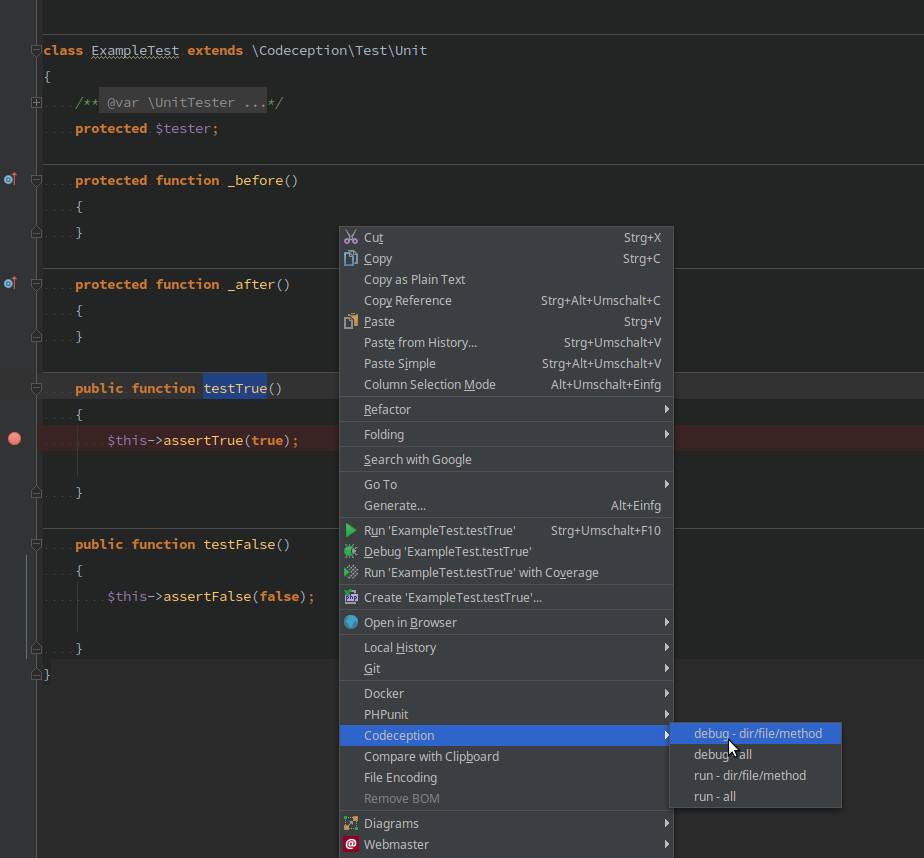 class ExampleTest extends \Codeception\Test\Unit
{
/** @var \UnitTester ...*/
protected $tester;
protected function _before()
{
}
protected function _after()
{
}
public function testTrue()
{
$this->assertTrue(true);
}
public function testFalse()
{
$this->assertFalse(false);
}
}
Cut Strg+X
Copy Strg+C
Copy as Plain Text
Copy Reference Strg+Alt+Umschalt+C
Paste Strg+V
Paste from History... Strg+Umschalt+V
Paste Simple Strg+Alt+Umschalt+V
Column Selection Mode Alt+Umschalt+Einfg
Refactor
Folding
Search with Google
Go To
Generate... Alt+Einfg
Run 'ExampleTest.testTrue' Strg+Umschalt+F10
Debug 'ExampleTest.testTrue'
Run 'ExampleTest.testTrue' with Coverage
Create 'ExampleTest.testTrue'...
Open in Browser
Local History
Git
Docker
PHPunit
Codeception
Compare with Clipboard
File Encoding
Remove BOM
Diagrams
Webmaster
debug - dir/file/method
debug - all
run - dir/file/method
run - all